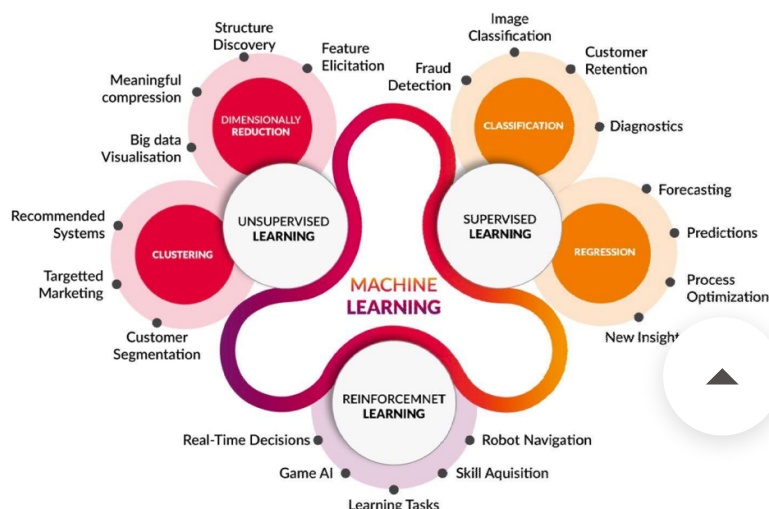 Structure
Discovery
Feature
Elicitation
Meaningful
compression
Big data
Visualisation
DIMENSIONALLY
REDUCTION
Recommended
Systems
Targetted
Marketing
Customer
Segmentation
CLUSTERING
UNSUPERVISED
LEARNING
Image
Classification
Fraud
Detection
Customer
Retention
Diagnostics
CLASSIFICATION
SUPERVISED
LEARNING
Forecasting
Predictions
Process
Optimization
New Insight
REGRESSION
MACHINE
LEARNING
REINFORCEMNET
LEARNING
Real-Time Decisions
Game AI
Learning Tasks
Skill Aquisition
Robot Navigation